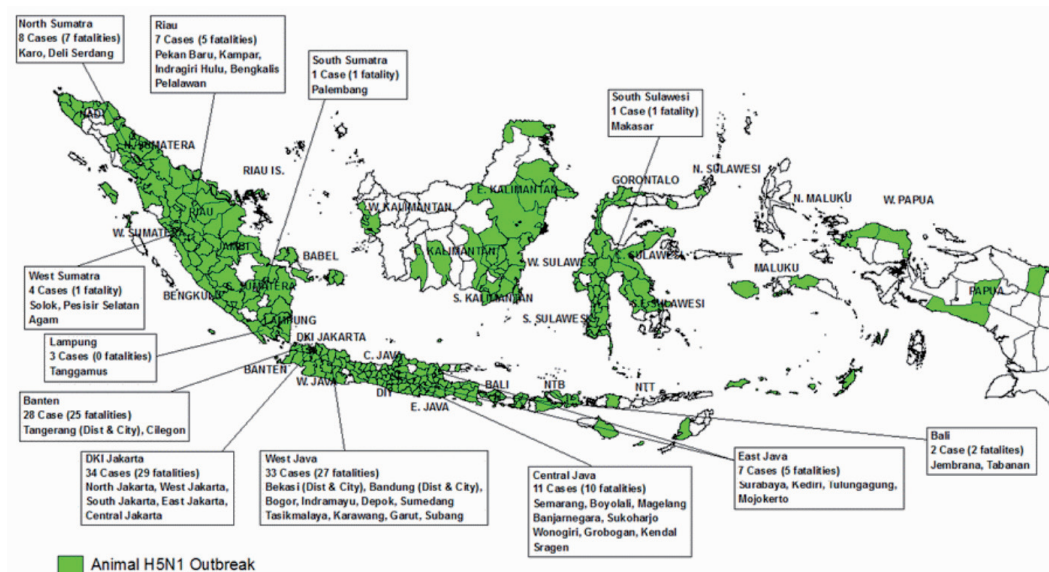 North Sumatra
8 Cases (7 fatalities)
Karo, Deli Serdang
Riau
7 Cases (5 fatalities)
Pekan Baru, Kampar,
Indragiri Hulu, Bengkalis
Pelalawan
South Sumatra
1 Case (1 fatality)
Palembang
South Sulawesi
1 Case (1 fatality)
Makasar
NAD
N. SUMATERA
RIAU IS.
RIAU
W. SUMATERA
JAMBI
BABEL
BENGKULU
S. SUMATERA
LAMPUNG
W. KALIMANTAN
E. KALIMANTAN
KALIMANTAN
S. KALIMANTAN
GORONTALO
N. SULAWESI
W. SULAWESI
SULAWESI
S.E. SULAWESI
S. SULAWESI
N. MALUKU
W. PAPUA
MALUKU
PAPUA
West Sumatra
4 Cases (1 fatality)
Solok, Pesisir Selatan
Agam
Lampung
3 Cases (0 fatalities)
Tanggamus
DKI JAKARTA
BANTEN
W. JAVA
C. JAVA
DIY
E. JAVA
BALI
NTB
NTT
Banten
28 Case (25 fatalities)
Tangerang (Dist & City), Cilegon
DKI Jakarta
34 Cases (29 fatalities)
North Jakarta, West Jakarta,
South Jakarta, East Jakarta,
Central Jakarta
West Java
33 Cases (27 fatalities)
Bekasi (Dist & City), Bandung (Dist & City),
Bogor, Indramayu, Depok, Sumedang
Tasikmalaya, Karawang, Garut, Subang
Central Java
11 Cases (10 fatalities)
Semarang, Boyolali, Magelang
Banjarnegara, Sukoharjo
Wonogiri, Grobogan, Kendal
Sragen
East Java
7 Cases (5 fatalities)
Surabaya, Kediri, Tulungagung,
Mojokerto
Bali
2 Case (2 fatalites)
Jembrana, Tabanan
Animal H5N1 Outbreak